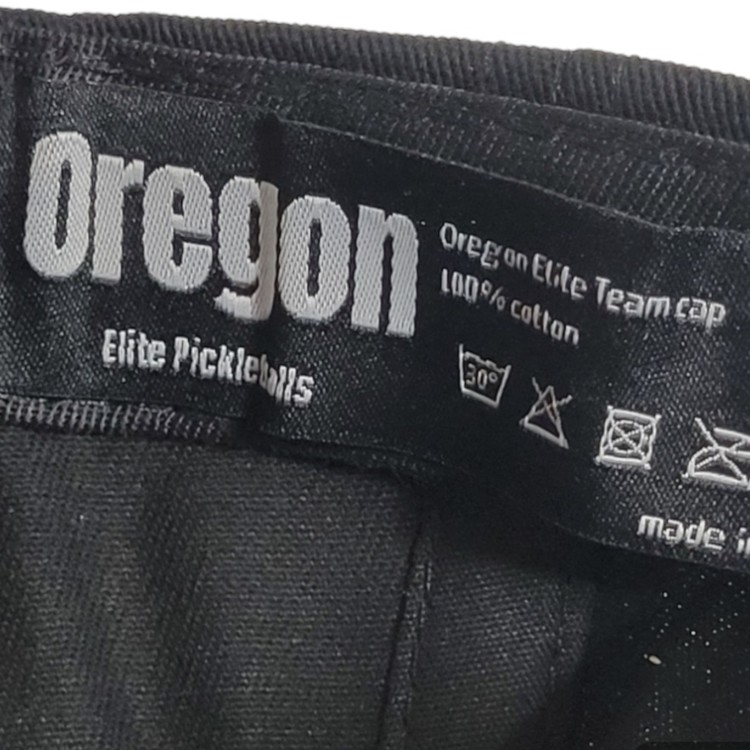 Oregon
Elite Pickleballs
Oregon Elite Team cap
100% cotton
30°
made